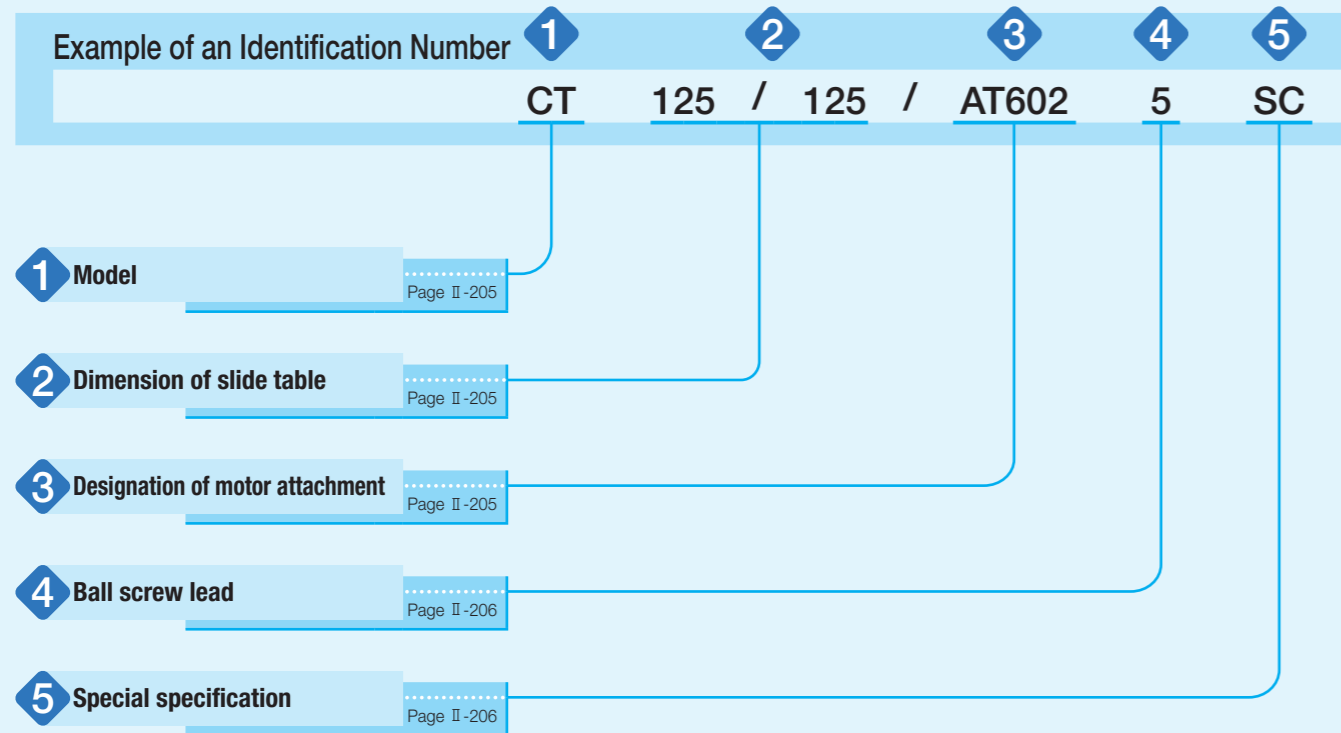 Example of an Identification Number 1 2 3 4 5
CT 125 / 125 / AT602 5 SC
1 Model
Page Ⅱ-205
2 Dimension of slide table
Page Ⅱ-205
3 Designation of motor attachment
Page Ⅱ-205
4 Ball screw lead
Page Ⅱ-206
5 Special specification
Page Ⅱ-206